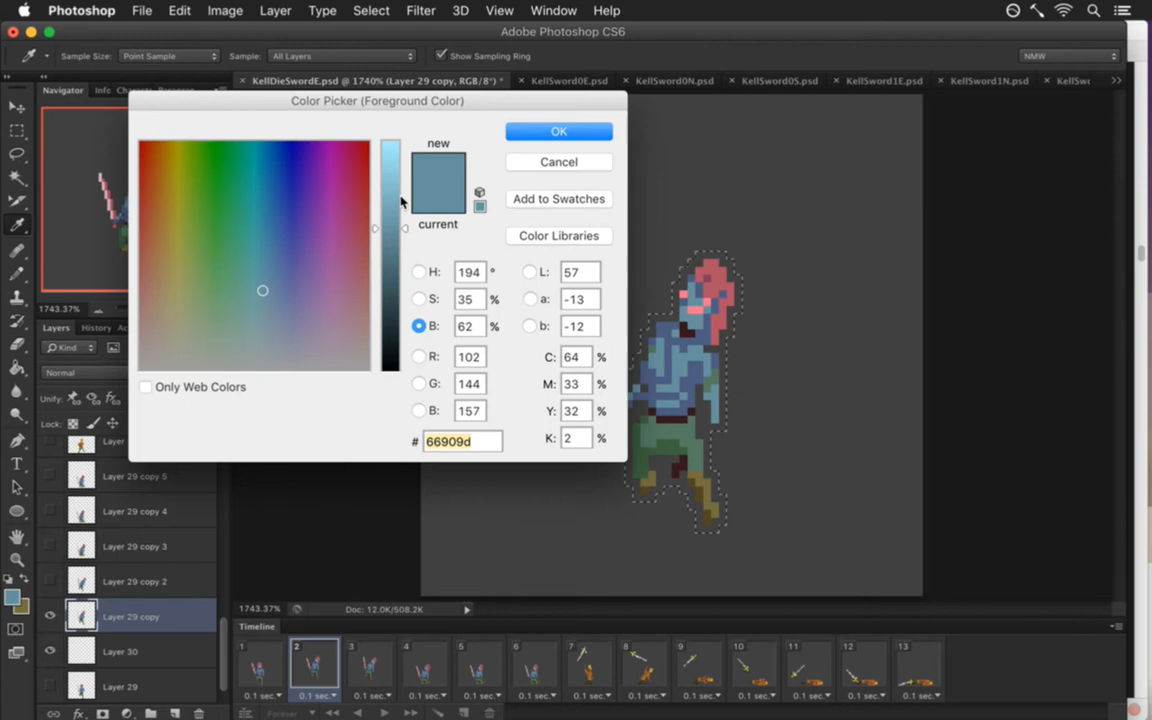 Photoshop File Edit Image Layer Type Select Filter 3D View Window Help
Adobe Photoshop CS6
Sample Size: Point Sample Sample: All Layers Show Sampling Ring NMW
× KellDieSwordE.psd @ 1740% (Layer 29 copy, RGB/8*) * × KellSword0E.psd × KellSword0N.psd × KellSword0S.psd × KellSword1E.psd × KellSword1N.psd
Navigator Info
Color Picker (Foreground Color)
new
current
OK
Cancel
Add to Swatches
Color Libraries
H: 194 ° L: 57
S: 35 % a: -13
B: 62 % b: -12
R: 102 C: 64 %
G: 144 M: 33 %
B: 157 Y: 32 %
# 66909d K: 2 %
Only Web Colors
1743.37%
Layers History
Kind
Normal
Unify:
Lock:
Layer
Layer 29 copy 5
Layer 29 copy 4
Layer 29 copy 3
Layer 29 copy 2
Layer 29 copy
Layer 30
Layer 29
1743.37% Doc: 12.0K/508.2K
Timeline
1 2 3 4 5 6 7 8 9 10 11 12 13
0.1 sec. 0.1 sec. 0.1 sec. 0.1 sec. 0.1 sec. 0.1 sec. 0.1 sec. 0.1 sec. 0.1 sec. 0.1 sec. 0.1 sec. 0.1 sec. 0.1 sec.
Forever